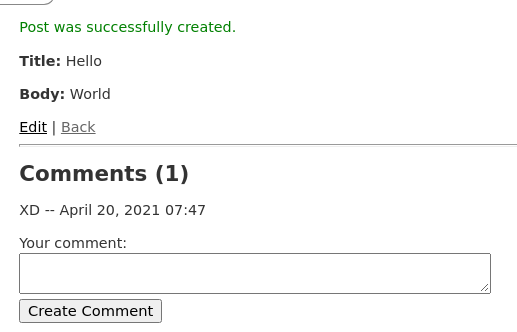 Post was successfully created.
Title: Hello
Body: World
Edit | Back
Comments (1)
XD -- April 20, 2021 07:47
Your comment:
Create Comment